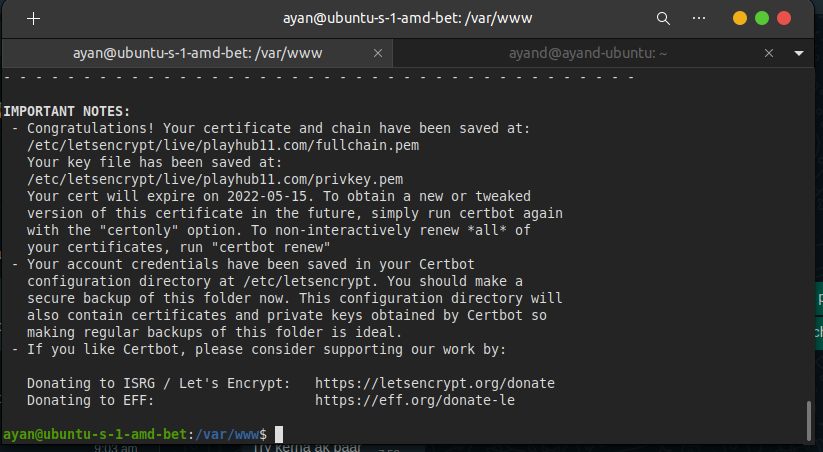 ayan@ubuntu-s-1-amd-bet: /var/www
ayan@ubuntu-s-1-amd-bet: /var/www
ayand@ayand-ubuntu: ~
- - - - - - - - - - - - - - - - - - - - - - - - - - - - - - - - - - - - - - - -
IMPORTANT NOTES:
- Congratulations! Your certificate and chain have been saved at:
/etc/letsencrypt/live/playhub11.com/fullchain.pem
Your key file has been saved at:
/etc/letsencrypt/live/playhub11.com/privkey.pem
Your cert will expire on 2022-05-15. To obtain a new or tweaked
version of this certificate in the future, simply run certbot again
with the "certonly" option. To non-interactively renew *all* of
your certificates, run "certbot renew"
- Your account credentials have been saved in your Certbot
configuration directory at /etc/letsencrypt. You should make a
secure backup of this folder now. This configuration directory will
also contain certificates and private keys obtained by Certbot so
making regular backups of this folder is ideal.
- If you like Certbot, please consider supporting our work by:
Donating to ISRG / Let's Encrypt: https://letsencrypt.org/donate
Donating to EFF: https://eff.org/donate-le
ayan@ubuntu-s-1-amd-bet:/var/www$
9:03 am